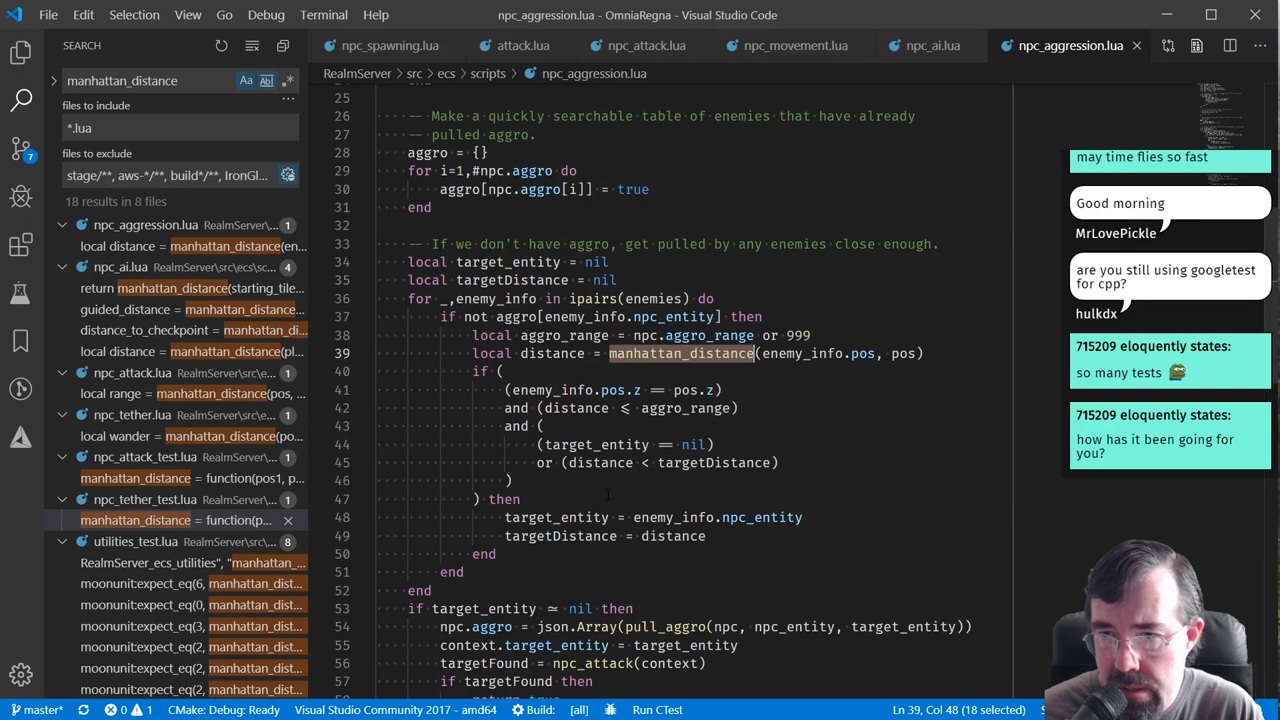 File Edit Selection View Go Debug Terminal Help
npc_aggression.lua - OmniaRegna - Visual Studio Code
SEARCH
manhattan_distance
Aa Abl .*
files to include
*.lua
files to exclude
stage/**, aws-*/**, build*/**, IronGl...
18 results in 8 files
npc_aggression.lua RealmServer/... 1
local distance = manhattan_distance(en...
npc_ai.lua RealmServer\src\ecs\sc... 4
return manhattan_distance(starting_tile...
guided_distance = manhattan_distance...
distance_to_checkpoint = manhattan_di...
local distance = manhattan_distance(pl...
npc_attack.lua RealmServer\src\e... 1
local range = manhattan_distance(pos, ...
npc_tether.lua RealmServer\src\e... 1
local wander = manhattan_distance(po...
npc_attack_test.lua RealmServer\... 1
manhattan_distance = function(pos1, p...
npc_tether_test.lua RealmServer\... 1
manhattan_distance = function(p...
utilities_test.lua RealmServer\src... 8
RealmServer_ecs_utilities", "manhattan_...
moonunit:expect_eq(6, manhattan_dist...
moonunit:expect_eq(0, manhattan_dist...
moonunit:expect_eq(3, manhattan_dist...
moonunit:expect_eq(2, manhattan_dist...
moonunit:expect_eq(2, manhattan_dist...
moonunit:expect_eq(2, manhattan_dist...
7
npc_spawning.lua attack.lua npc_attack.lua npc_movement.lua npc_ai.lua npc_aggression.lua
RealmServer > src > ecs > scripts > npc_aggression.lua
25
26 -- Make a quickly searchable table of enemies that have already
27 -- pulled aggro.
28 aggro = {}
29 for i=1,#npc.aggro do
30 aggro[npc.aggro[i]] = true
31 end
32
33 -- If we don't have aggro, get pulled by any enemies close enough.
34 local target_entity = nil
35 local targetDistance = nil
36 for _,enemy_info in ipairs(enemies) do
37 if not aggro[enemy_info.npc_entity] then
38 local aggro_range = npc.aggro_range or 999
39 local distance = manhattan_distance(enemy_info.pos, pos)
40 if (
41 (enemy_info.pos.z == pos.z)
42 and (distance <= aggro_range)
43 and (
44 (target_entity == nil)
45 or (distance < targetDistance)
46 )
47 ) then
48 target_entity = enemy_info.npc_entity
49 targetDistance = distance
50 end
51 end
52 end
53 if target_entity ~= nil then
54 npc.aggro = json.Array(pull_aggro(npc, npc_entity, target_entity))
55 context.target_entity = target_entity
56 targetFound = npc_attack(context)
57 if targetFound then
may time flies so fast
Good morning
MrLovePickle
are you still using googletest
for cpp?
hulkdx
715209 eloquently states:
so many tests
715209 eloquently states:
how has it been going for
you?
master* 0 1 CMake: Debug: Ready Visual Studio Community 2017 - amd64 Build: [all] Run CTest Ln 39, Col 48 (18 selected)